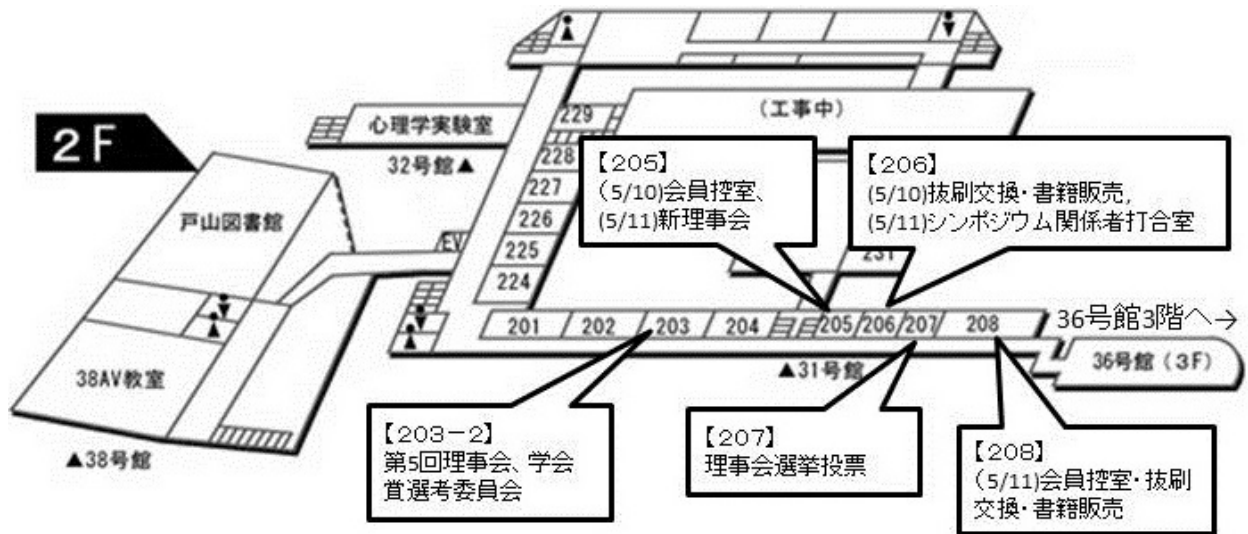 (工事中)
229
心理学実験室
2F
32号館▲
228
【205】
(5/10)会員控室、
(5/11)新理事会
【206】
(5/10)抜刷交換・書籍販売,
(5/11)シンポジウム関係者打合室
227
戸山図書館
226
EV
225
231
224
201
202
203
204
205
206
207
208
36号館3階へ→
36号館(3F)
▲31号館
38AV教室
▲38号館
【203-2】
第5回理事会、学会
賞選考委員会
【207】
理事会選挙投票
【208】
(5/11)会員控室・抜刷
交換・書籍販売